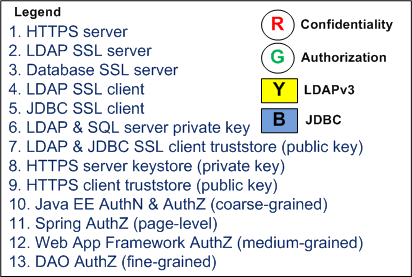 Legend
1. HTTPS server
2. LDAP SSL server
3. Database SSL server
4. LDAP SSL client
5. JDBC SSL client
6. LDAP & SQL server private key
7. LDAP & JDBC SSL client truststore (public key)
8. HTTPS server keystore (private key)
9. HTTPS client truststore (public key)
10. Java EE AuthN & AuthZ (coarse-grained)
11. Spring AuthZ (page-level)
12. Web App Framework AuthZ (medium-grained)
13. DAO AuthZ (fine-grained)
R Confidentiality
G Authorization
Y LDAPv3
B JDBC